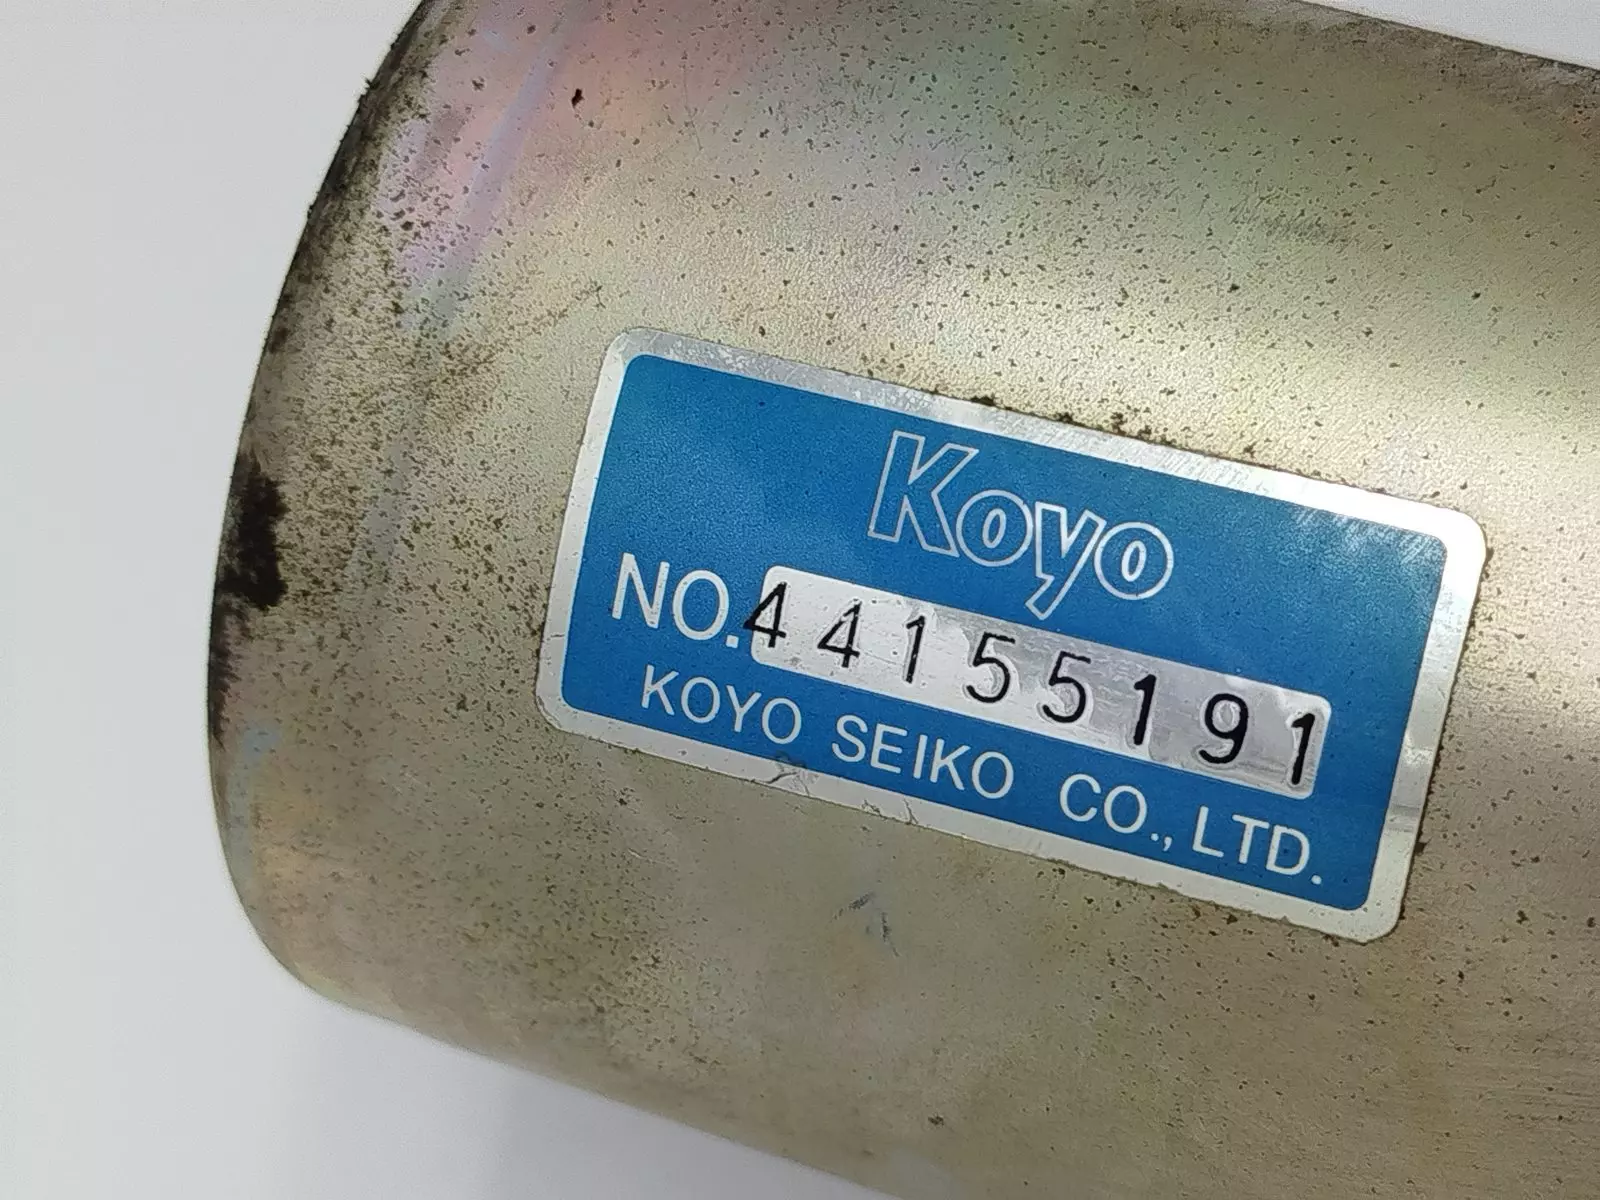 Koyo
NO.44155191
KOYO SEIKO CO., LTD.